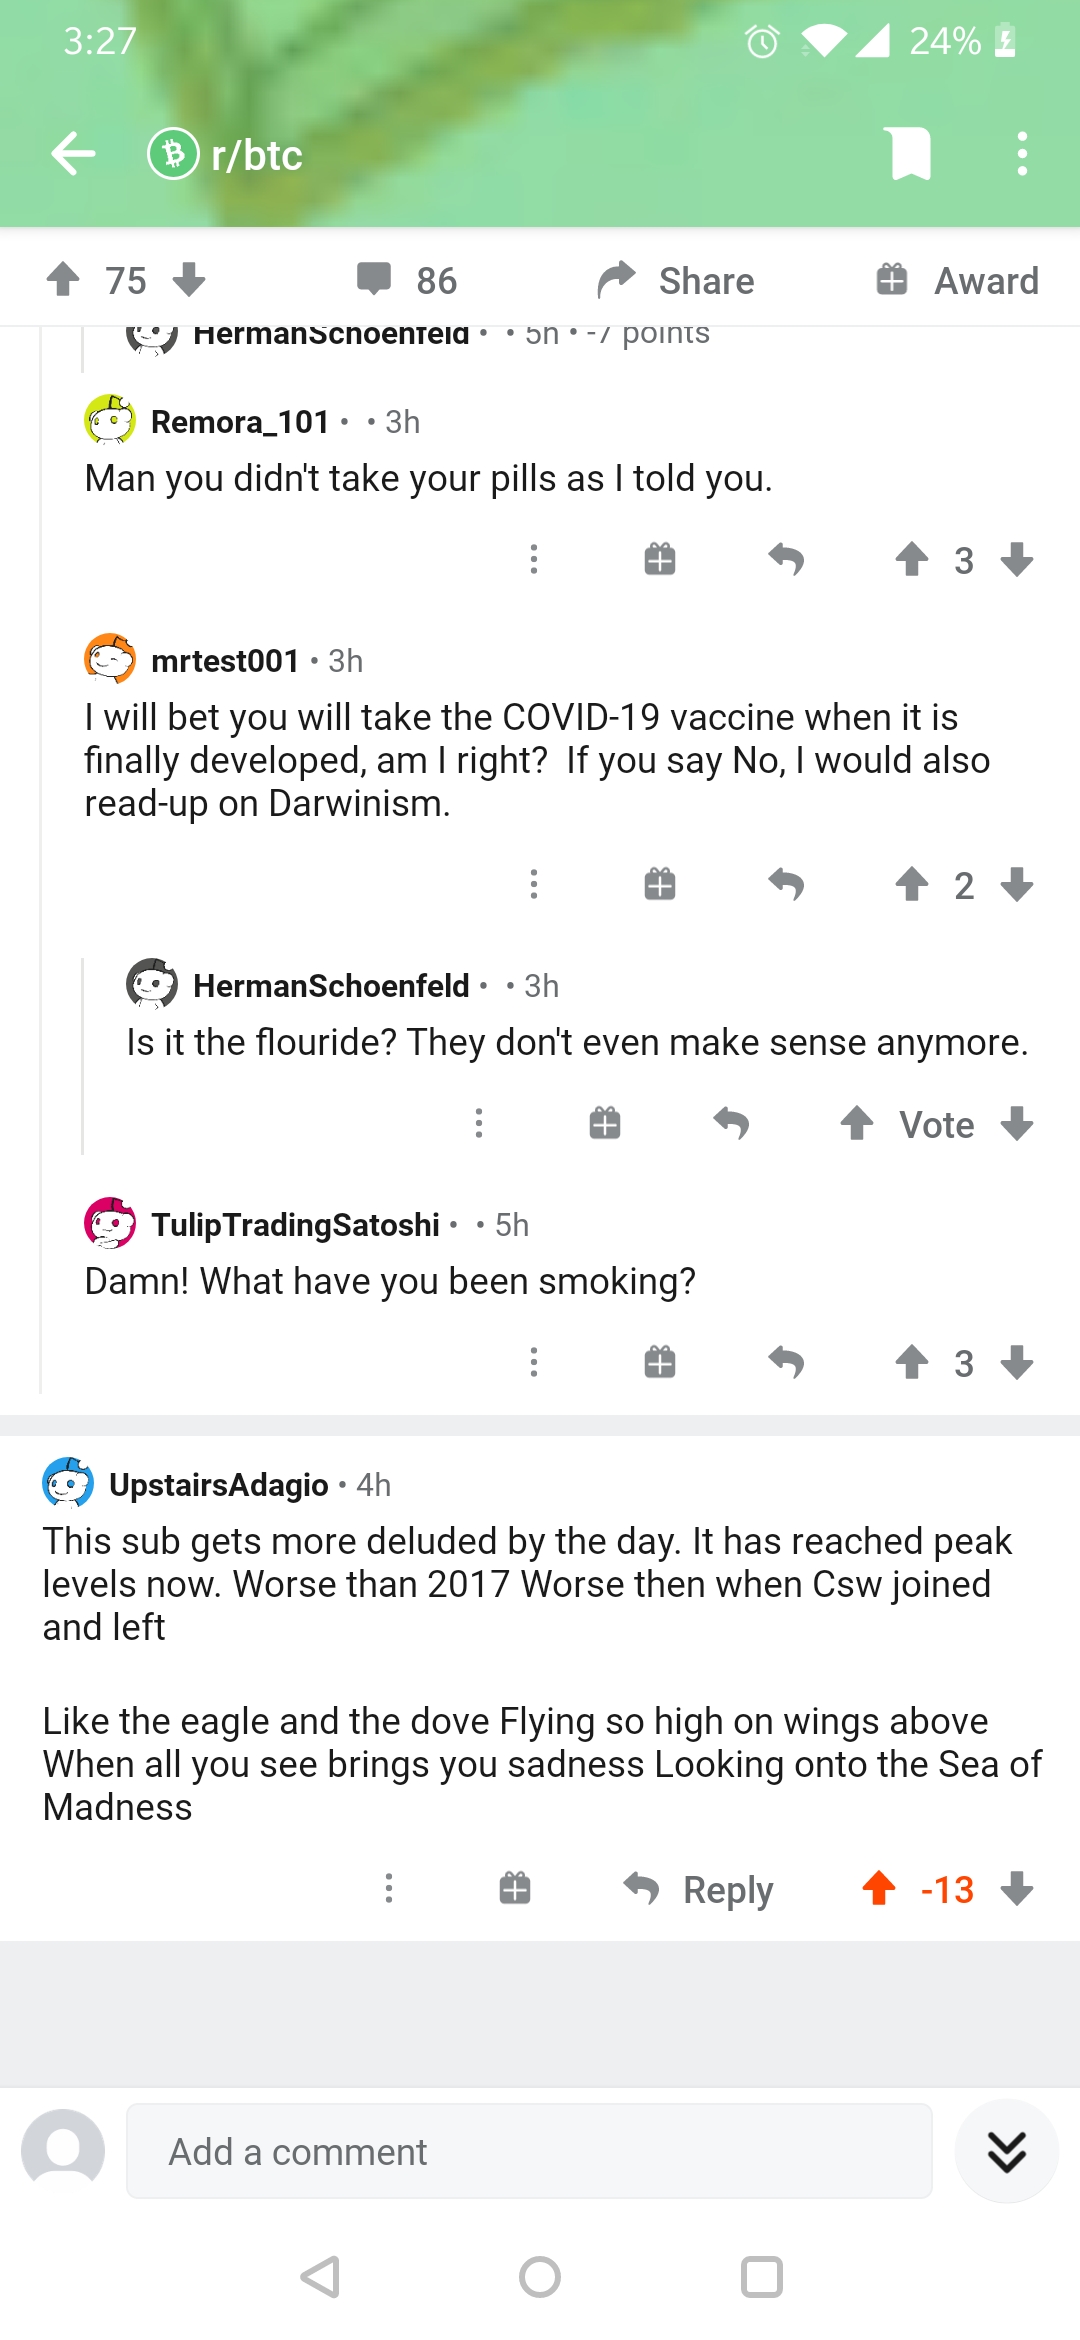 3:27
24%
r/btc
75
86
Share
Award
HermanSchoenfeld • • 5h • -7 points
Remora_101 • • 3h
Man you didn't take your pills as I told you.
3
mrtest001 • 3h
I will bet you will take the COVID-19 vaccine when it is
finally developed, am I right?  If you say No, I would also
read-up on Darwinism.
2
HermanSchoenfeld • • 3h
Is it the flouride? They don't even make sense anymore.
Vote
TulipTradingSatoshi • • 5h
Damn! What have you been smoking?
3
UpstairsAdagio • 4h
This sub gets more deluded by the day. It has reached peak
levels now. Worse than 2017 Worse then when Csw joined
and left
Like the eagle and the dove Flying so high on wings above
When all you see brings you sadness Looking onto the Sea of
Madness
Reply
-13
Add a comment